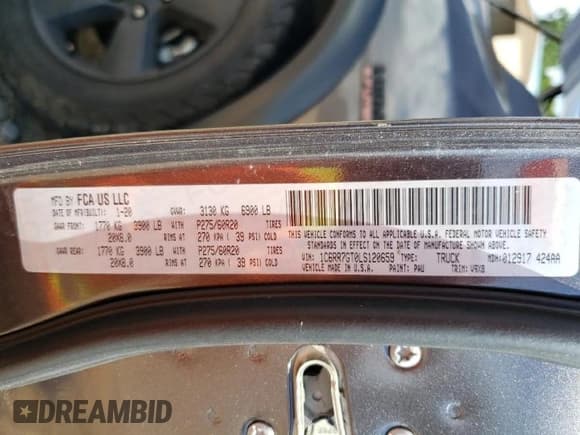 MFD BY: FCA US LLC
DATE OF MFR(BUILT): 1-20 GVWR: 3130 KG 6900 LB
GAWR FRONT: 1770 KG 3900 LB WITH P275/60R20 TIRES
20X8.0 RIMS AT 270 KPA ( 39 PSI) COLD
GAWR REAR: 1770 KG 3900 LB WITH P275/60R20 TIRES
20X8.0 RIMS AT 270 KPA ( 39 PSI) COLD
THIS VEHICLE CONFORMS TO ALL APPLICABLE U.S.A. FEDERAL MOTOR VEHICLE SAFETY
STANDARDS IN EFFECT ON THE DATE OF MANUFACTURE SHOWN ABOVE.
VIN: 1C6RR7GT0LS120659 TYPE: TRUCK MDH: 012917 424AA
VEHICLE MADE IN U.S.A. PAINT: PAU TRIM:
DREAMBID